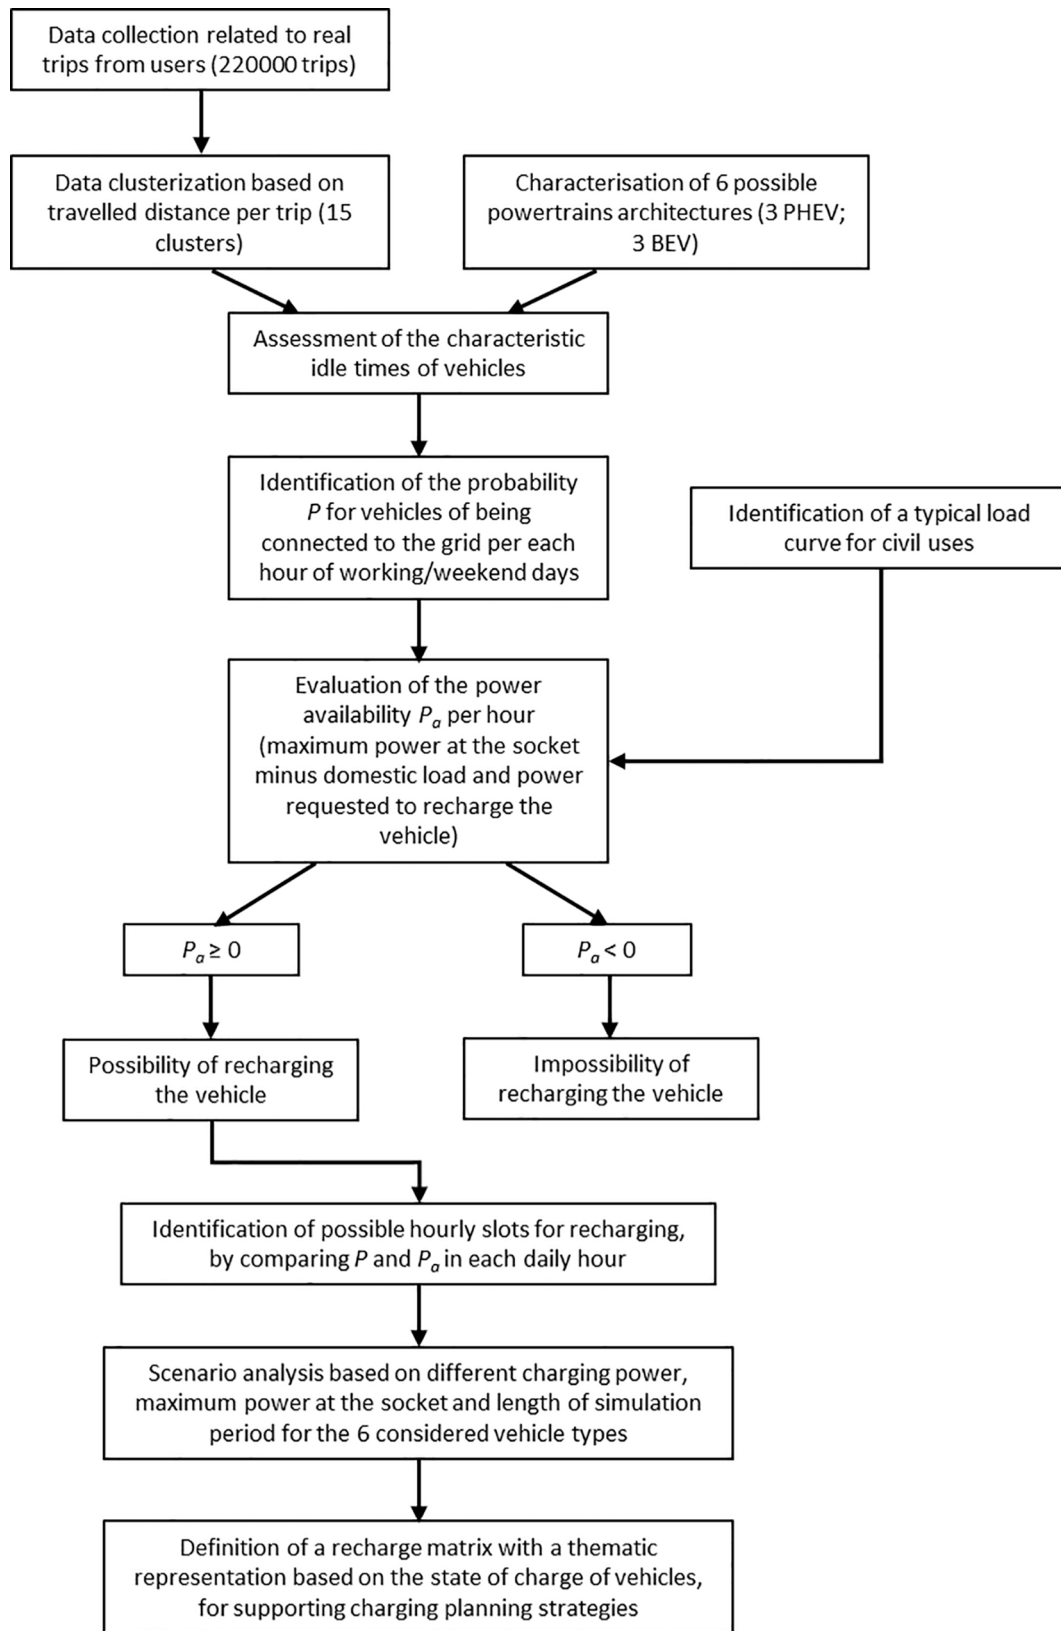 Data collection related to real
trips from users (220000 trips)
Data clusterization based on
travelled distance per trip (15
clusters)
Characterisation of 6 possible
powertrains architectures (3 PHEV;
3 BEV)
Assessment of the characteristic
idle times of vehicles
Identification of the probability
P for vehicles of being
connected to the grid per each
hour of working/weekend days
Identification of a typical load
curve for civil uses
Evaluation of the power
availability Pₐ per hour
(maximum power at the socket
minus domestic load and power
requested to recharge the
vehicle)
Pₐ ≥ 0
Pₐ < 0
Possibility of recharging
the vehicle
Impossibility of
recharging the vehicle
Identification of possible hourly slots for recharging,
by comparing P and Pₐ in each daily hour
Scenario analysis based on different charging power,
maximum power at the socket and length of simulation
period for the 6 considered vehicle types
Definition of a recharge matrix with a thematic
representation based on the state of charge of vehicles,
for supporting charging planning strategies